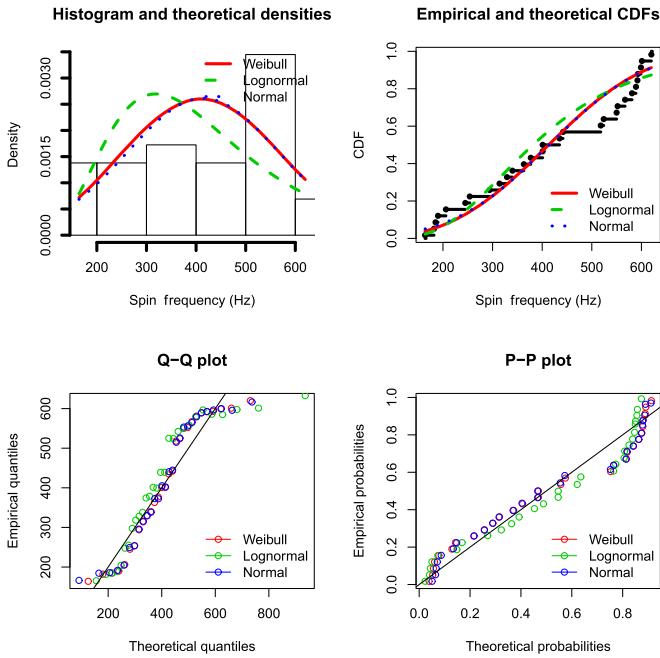 Histogram and theoretical densities
Density
0.0000
0.0015
0.0030
Weibull
Lognormal
Normal
200
300
400
500
600
Spin frequency (Hz)
Empirical and theoretical CDFs
CDF
0.0
0.2
0.4
0.6
0.8
1.0
Weibull
Lognormal
Normal
200
300
400
500
600
Spin frequency (Hz)
Q−Q plot
Empirical quantiles
200
300
400
500
600
Weibull
Lognormal
Normal
200
400
600
800
Theoretical quantiles
P−P plot
Empirical probabilities
0.0
0.2
0.4
0.6
0.8
1.0
Weibull
Lognormal
Normal
0.0
0.2
0.4
0.6
0.8
Theoretical probabilities